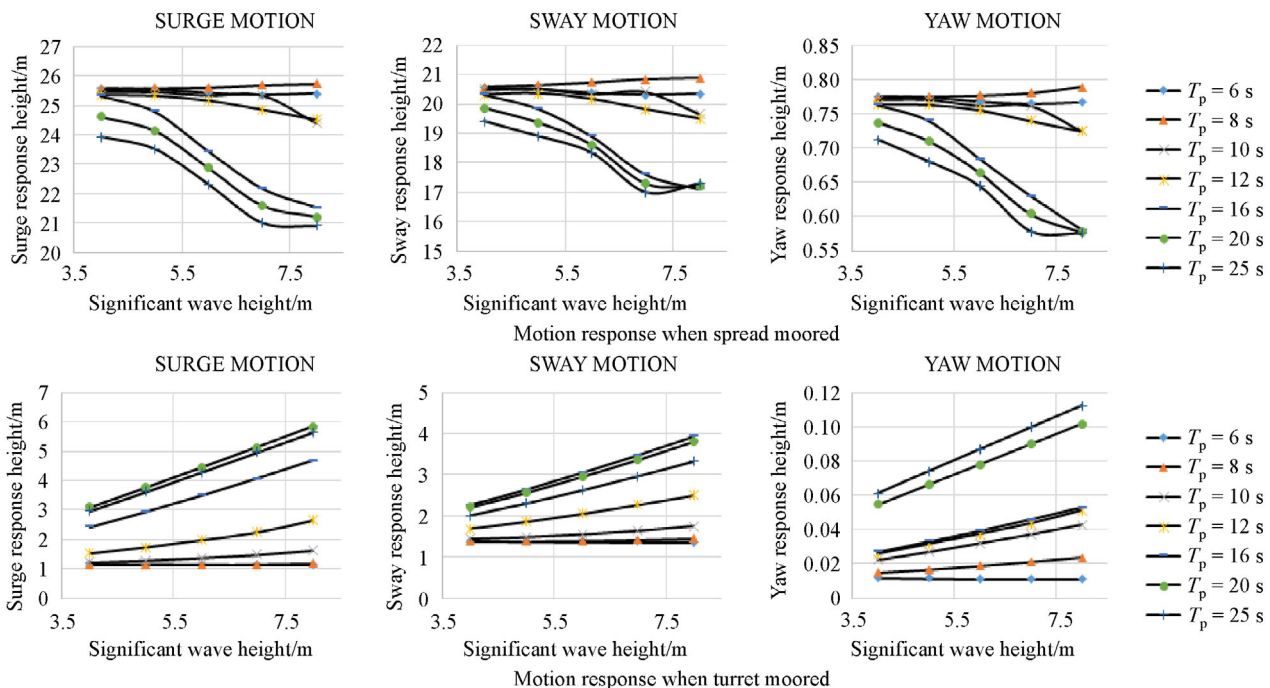 SURGE MOTION
27
26
25
24
23
22
21
20
3.5 5.5 7.5
Surge response height/m
Significant wave height/m
SWAY MOTION
22
21
20
19
18
17
16
15
3.5 5.5 7.5
Sway response height/m
Significant wave height/m
YAW MOTION
0.85
0.80
0.75
0.70
0.65
0.60
0.55
3.5 5.5 7.5
Yaw response height/m
Significant wave height/m
Tp = 6 s
Tp = 8 s
Tp = 10 s
Tp = 12 s
Tp = 16 s
Tp = 20 s
Tp = 25 s
Motion response when spread moored
SURGE MOTION
7
6
5
4
3
2
1
0
3.5 5.5 7.5
Surge response height/m
Significant wave height/m
SWAY MOTION
5
4
3
2
1
0
3.5 5.5 7.5
Sway response height/m
Significant wave height/m
YAW MOTION
0.12
0.10
0.08
0.06
0.04
0.02
0
3.5 5.5 7.5
Yaw response height/m
Significant wave height/m
Tp = 6 s
Tp = 8 s
Tp = 10 s
Tp = 12 s
Tp = 16 s
Tp = 20 s
Tp = 25 s
Motion response when turret moored